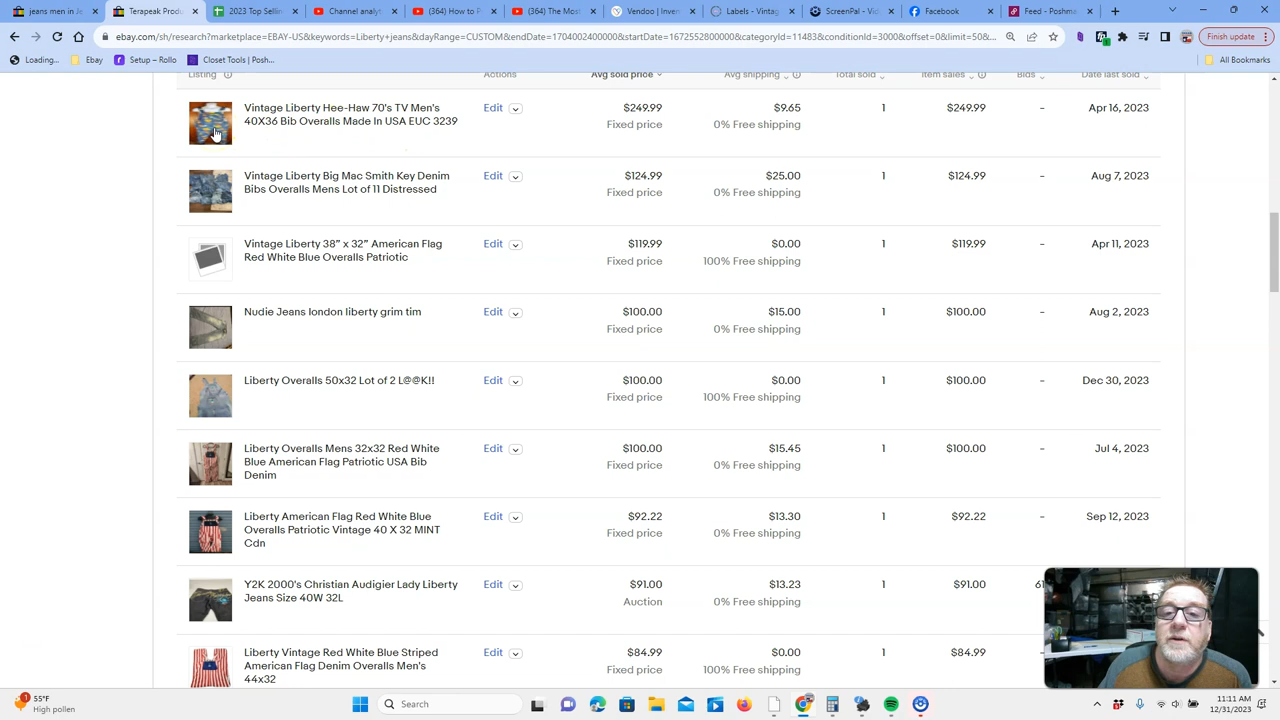 jeans men in Je
Terapeak Produc
2023 Top Sellin
Channel analyt
(364) How to P
(364) The Most
Vendoo | Inven
Labels - Vintag
ScreenPal - Vid
Facebook
Feed - Poshma
ebay.com/sh/research?marketplace=EBAY-US&keywords=Liberty+jeans&dayRange=CUSTOM&endDate=1704002400000&startDate=1672552800000&categoryId=11483&conditionId=3000&offset=0&limit=50&...
Finish update
Loading...
Ebay
Setup – Rollo
Closet Tools | Posh...
All Bookmarks
Listing Actions Avg sold price Avg shipping Total sold Item sales Bids Date last sold
Vintage Liberty Hee-Haw 70's TV Men's Edit $249.99 $9.65 1 $249.99 – Apr 16, 2023
40X36 Bib Overalls Made In USA EUC 3239 Fixed price 0% Free shipping
Vintage Liberty Big Mac Smith Key Denim Edit $124.99 $25.00 1 $124.99 – Aug 7, 2023
Bibs Overalls Mens Lot of 11 Distressed Fixed price 0% Free shipping
Vintage Liberty 38” x 32” American Flag Edit $119.99 $0.00 1 $119.99 – Apr 11, 2023
Red White Blue Overalls Patriotic Fixed price 100% Free shipping
Nudie Jeans london liberty grim tim Edit $100.00 $15.00 1 $100.00 – Aug 2, 2023
Fixed price 0% Free shipping
Liberty Overalls 50x32 Lot of 2 L@@K!! Edit $100.00 $0.00 1 $100.00 – Dec 30, 2023
Fixed price 100% Free shipping
Liberty Overalls Mens 32x32 Red White Edit $100.00 $15.45 1 $100.00 – Jul 4, 2023
Blue American Flag Patriotic USA Bib Fixed price 0% Free shipping
Denim
Liberty American Flag Red White Blue Edit $92.22 $13.30 1 $92.22 – Sep 12, 2023
Overalls Patriotic Vintage 40 X 32 MINT Fixed price 0% Free shipping
Cdn
Y2K 2000's Christian Audigier Lady Liberty Edit $91.00 $13.23 1 $91.00
Jeans Size 40W 32L Auction 0% Free shipping
Liberty Vintage Red White Blue Striped Edit $84.99 $0.00 1 $84.99
American Flag Denim Overalls Men's Fixed price 100% Free shipping
44x32
1
55°F
High pollen
Search
11:11 AM
12/31/2023